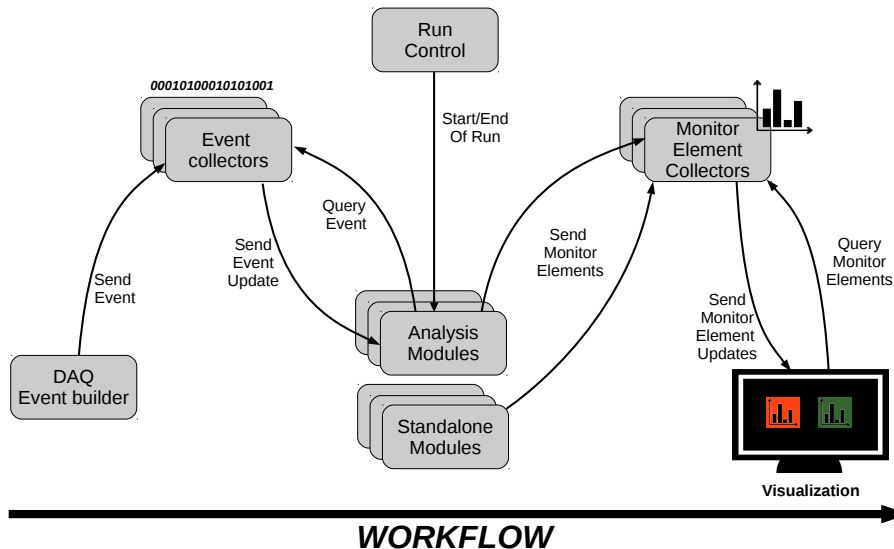 Run
Control
00010100010101001
Event
collectors
Start/End
Of Run
Monitor
Element
Collectors
Query
Event
Send
Event
Update
Send
Monitor
Elements
Query
Monitor
Elements
Send
Event
Send
Monitor
Element
Updates
Analysis
Modules
DAQ
Event builder
Standalone
Modules
Visualization
WORKFLOW